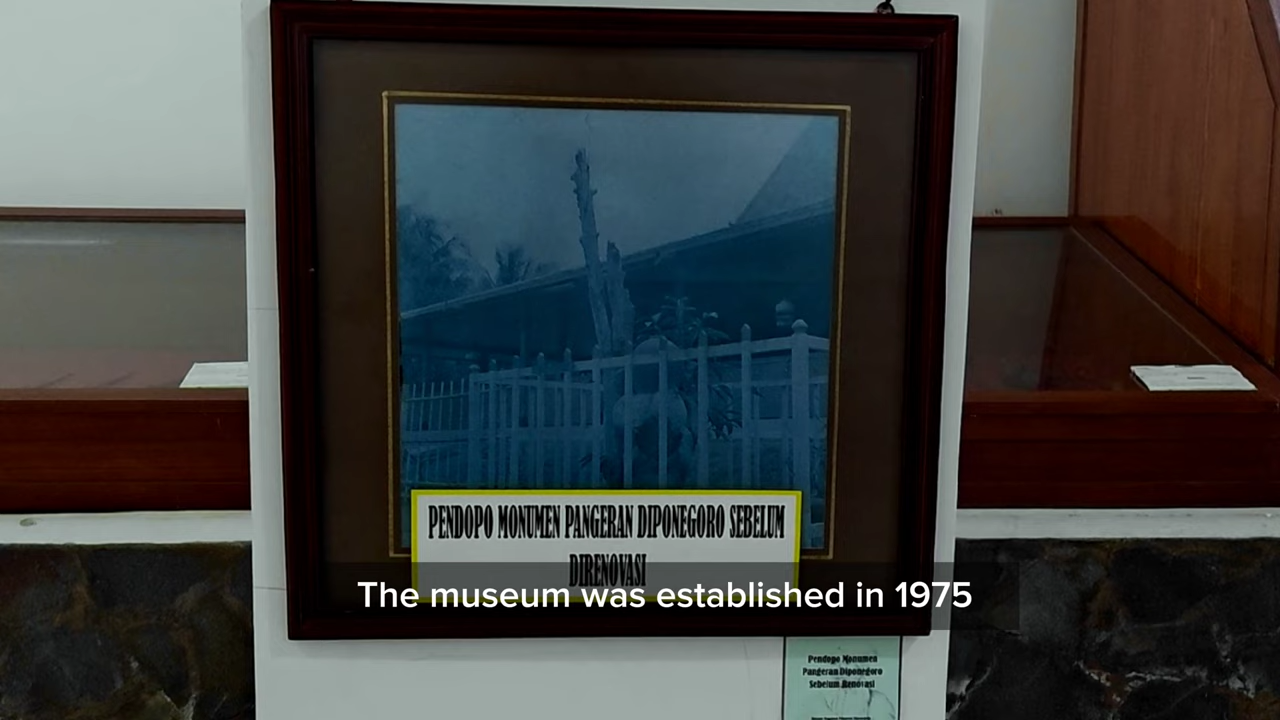 PENDOPO MONUMEN PANGERAN DIPONEGORO SEBELUM
DIRENOVASI
The museum was established in 1975
Pendopo Monumen
Pangeran Diponegoro
Sebelum Renovasi